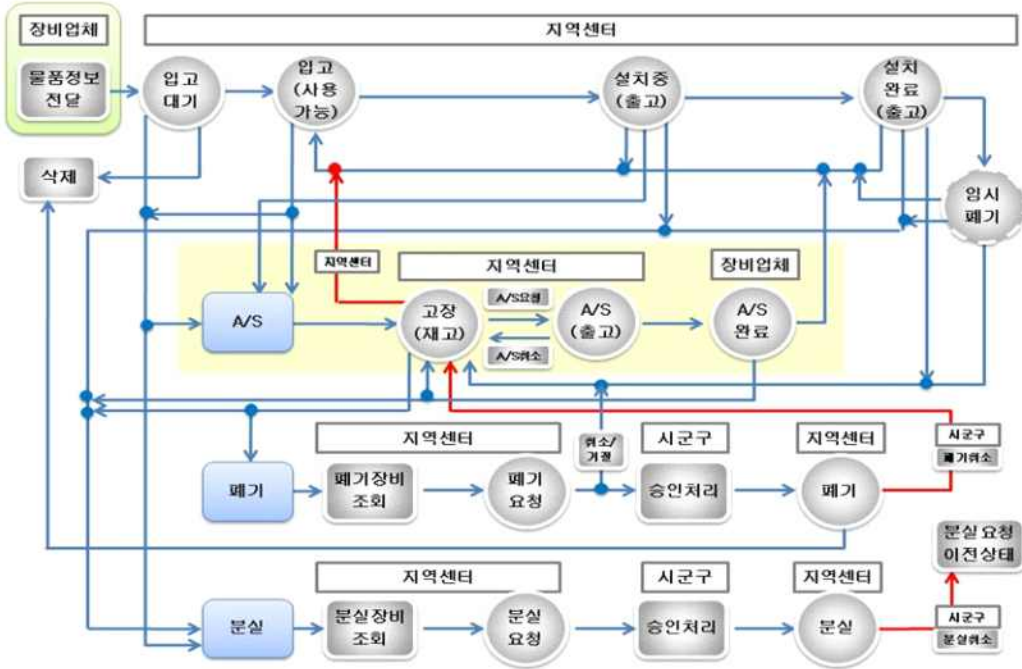 장비업체
지역센터
물품정보
전달
입고
대기
입고
(사용
가능)
설치중
(출고)
설치
완료
(출고)
삭제
임시
폐기
지역센터
지역센터
장비업체
A/S
고장
(재고)
A/S요청
A/S취소
A/S
(출고)
A/S
완료
지역센터
취소/
거절
시군구
지역센터
시군구
폐기취소
폐기
폐기장비
조회
폐기
요청
승인처리
폐기
분실요청
이전상태
지역센터
시군구
지역센터
분실
분실장비
조회
분실
요청
승인처리
분실
시군구
분실취소